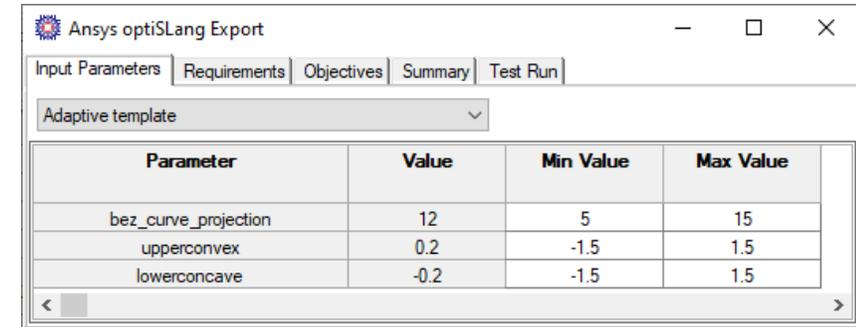 Ansys optiSLang Export
Input Parameters Requirements Objectives Summary Test Run
Adaptive template
Parameter Value Min Value Max Value
bez_curve_projection 12 5 15
upperconvex 0.2 -1.5 1.5
lowerconcave -0.2 -1.5 1.5